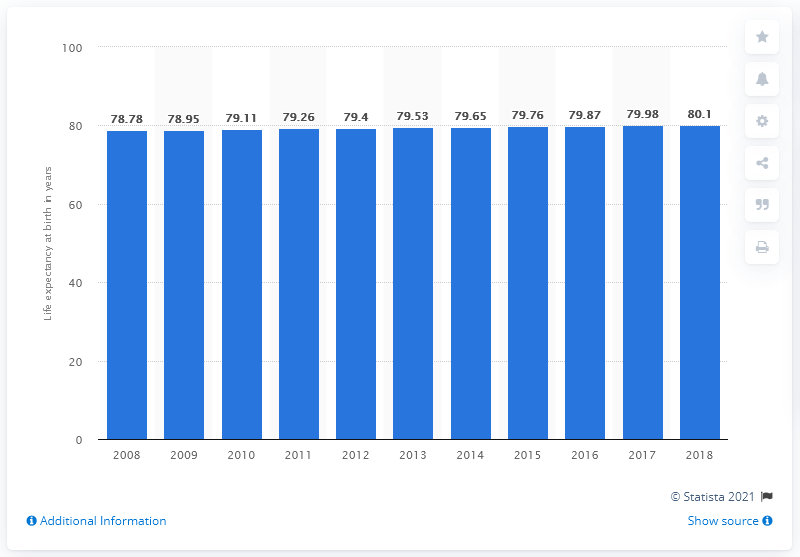 100
80
60
40
20
0
Life expectancy at birth in years
78.78 78.95 79.11 79.26 79.4 79.53 79.65 79.76 79.87 79.98 80.1
2008 2009 2010 2011 2012 2013 2014 2015 2016 2017 2018
© Statista 2021
Additional Information
Show source